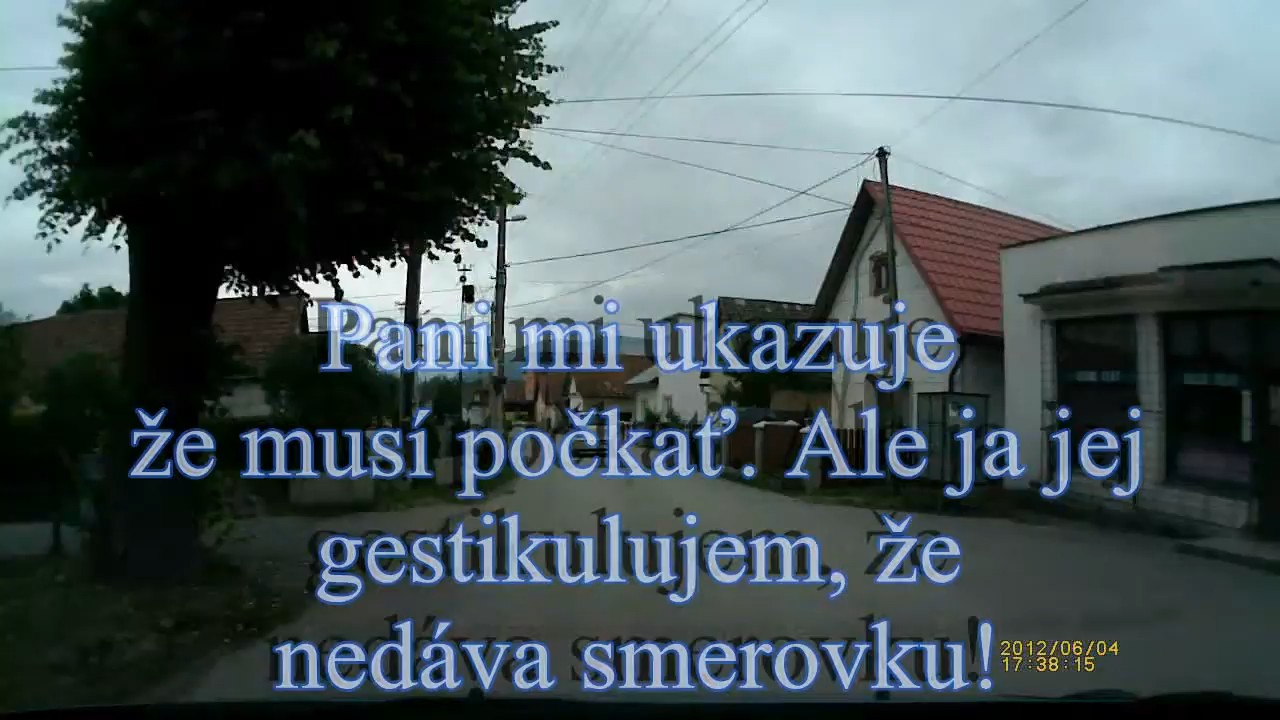 Pani mi ukazuje
že musí počkať. Ale ja jej
gestikulujem, že
nedáva smerovku!
2012/06/04
17:38:15